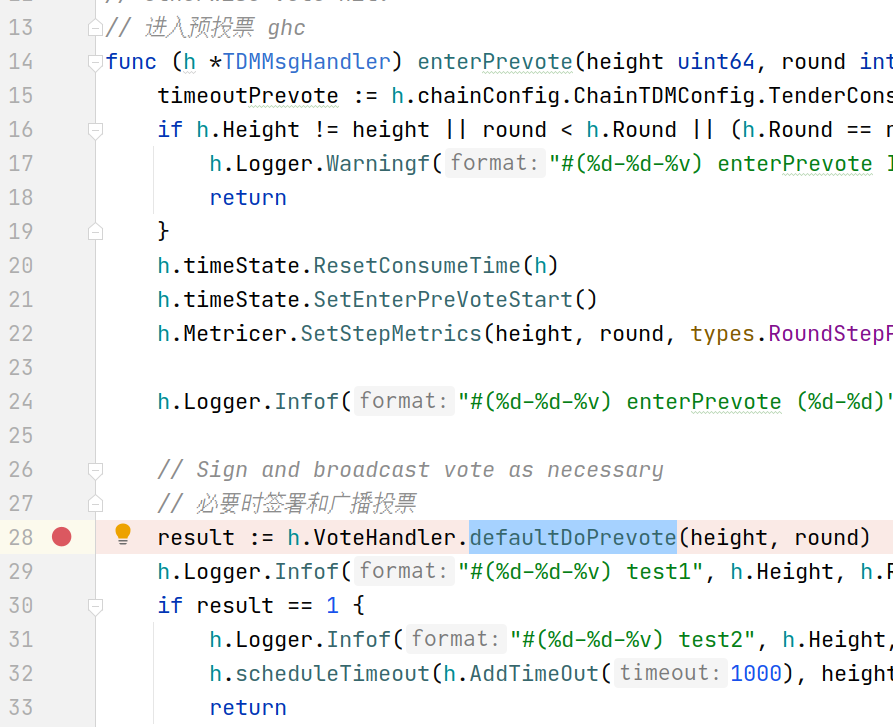 13 // 进入预投票 ghc
14 func (h *TDMMsgHandler) enterPrevote(height uint64, round int
15 timeoutPrevote := h.chainConfig.ChainTDMConfig.TenderCons
16 if h.Height != height || round < h.Round || (h.Round == r
17 h.Logger.Warningf( format: "#(%d-%d-%v) enterPrevote I
18 return
19 }
20 h.timeState.ResetConsumeTime(h)
21 h.timeState.SetEnterPreVoteStart()
22 h.Metricer.SetStepMetrics(height, round, types.RoundStepP
23
24 h.Logger.Infof( format: "#(%d-%d-%v) enterPrevote (%d-%d)"
25
26 // Sign and broadcast vote as necessary
27 // 必要时签署和广播投票
28 result := h.VoteHandler.defaultDoPrevote(height, round)
29 h.Logger.Infof( format: "#(%d-%d-%v) test1", h.Height, h.R
30 if result == 1 {
31 h.Logger.Infof( format: "#(%d-%d-%v) test2", h.Height,
32 h.scheduleTimeout(h.AddTimeOut( timeout: 1000), height
33 return